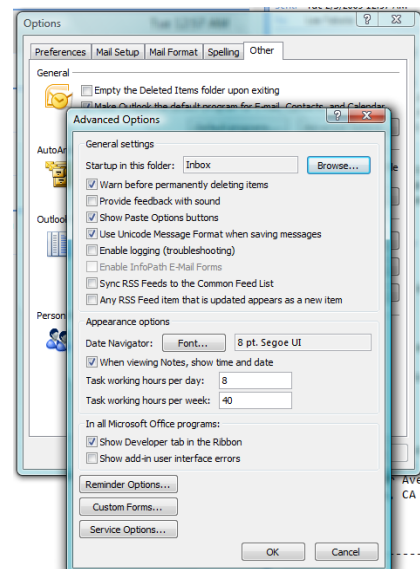 Options
Preferences Mail Setup Mail Format Spelling Other
General
Empty the Deleted Items folder upon exiting
Make Outlook the default program for E-mail, Contacts, and Calendar
Advanced Options
General settings
Startup in this folder: Inbox Browse...
Warn before permanently deleting items
Provide feedback with sound
Show Paste Options buttons
Use Unicode Message Format when saving messages
Enable logging (troubleshooting)
Enable InfoPath E-Mail Forms
Sync RSS Feeds to the Common Feed List
Any RSS Feed item that is updated appears as a new item
Appearance options
Date Navigator: Font... 8 pt. Segoe UI
When viewing Notes, show time and date
Task working hours per day: 8
Task working hours per week: 40
In all Microsoft Office programs:
Show Developer tab in the Ribbon
Show add-in user interface errors
Reminder Options...
Custom Forms...
Service Options...
OK Cancel
AutoAr
Outloo
Person
Ave
CA